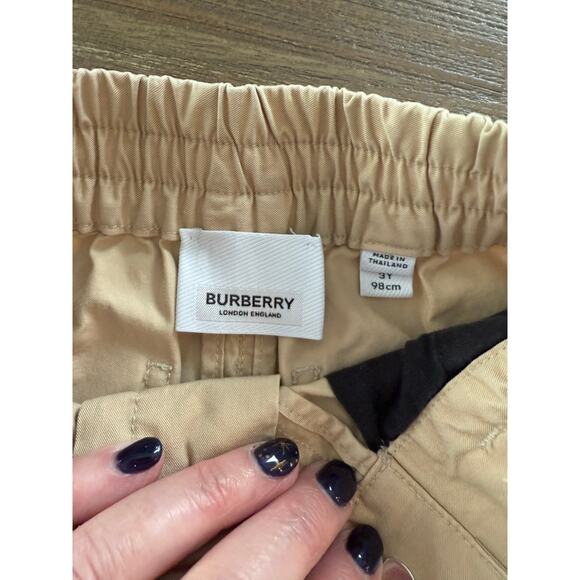 BURBERRY
LONDON ENGLAND
MADE IN
THAILAND
3Y
98cm